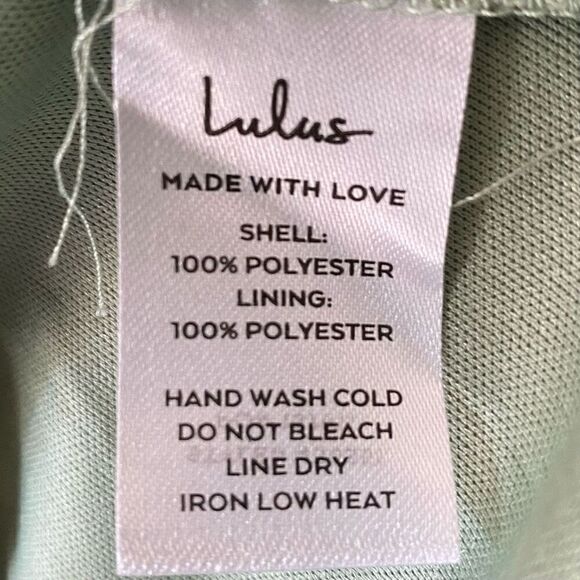 Lulus
MADE WITH LOVE
SHELL:
100% POLYESTER
LINING:
100% POLYESTER
HAND WASH COLD
DO NOT BLEACH
LINE DRY
IRON LOW HEAT